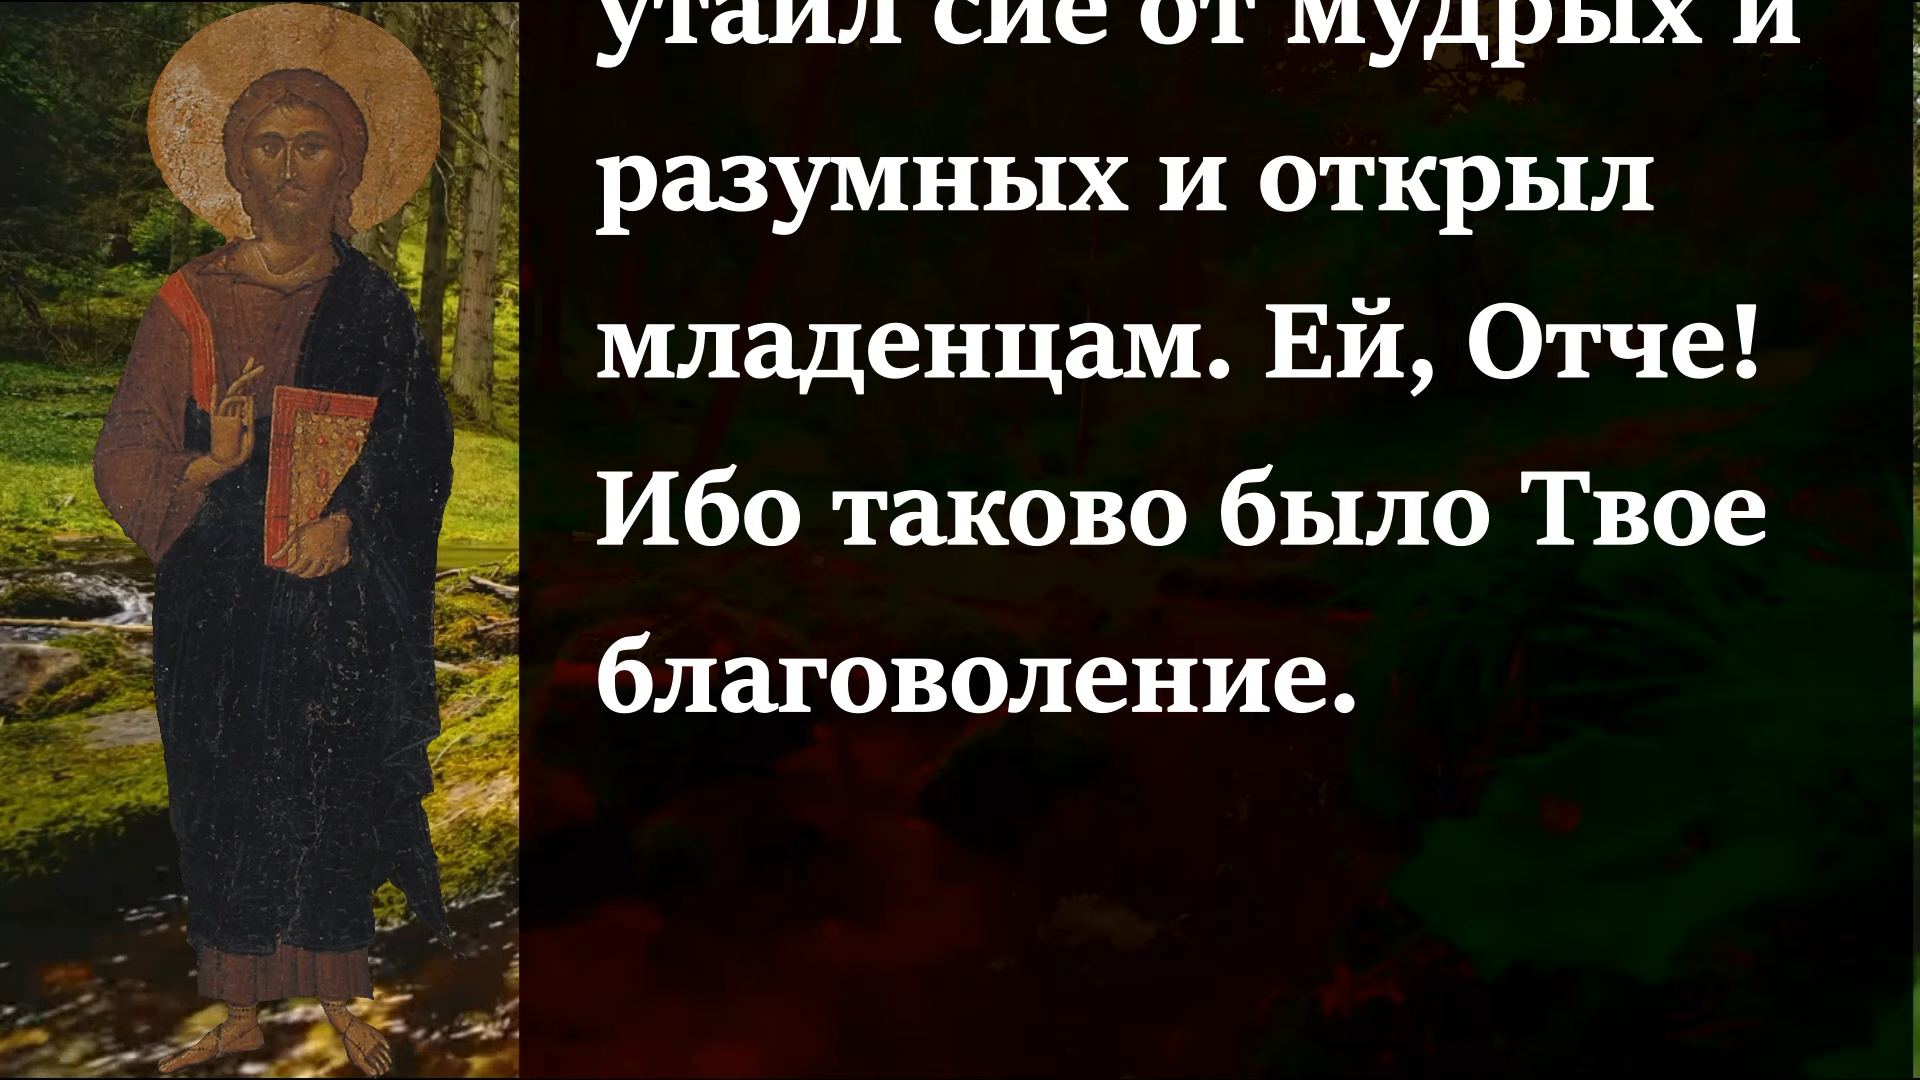 утаил сие от мудрых и
разумных и открыл
младенцам. Ей, Отче!
Ибо таково было Твое
благоволение.